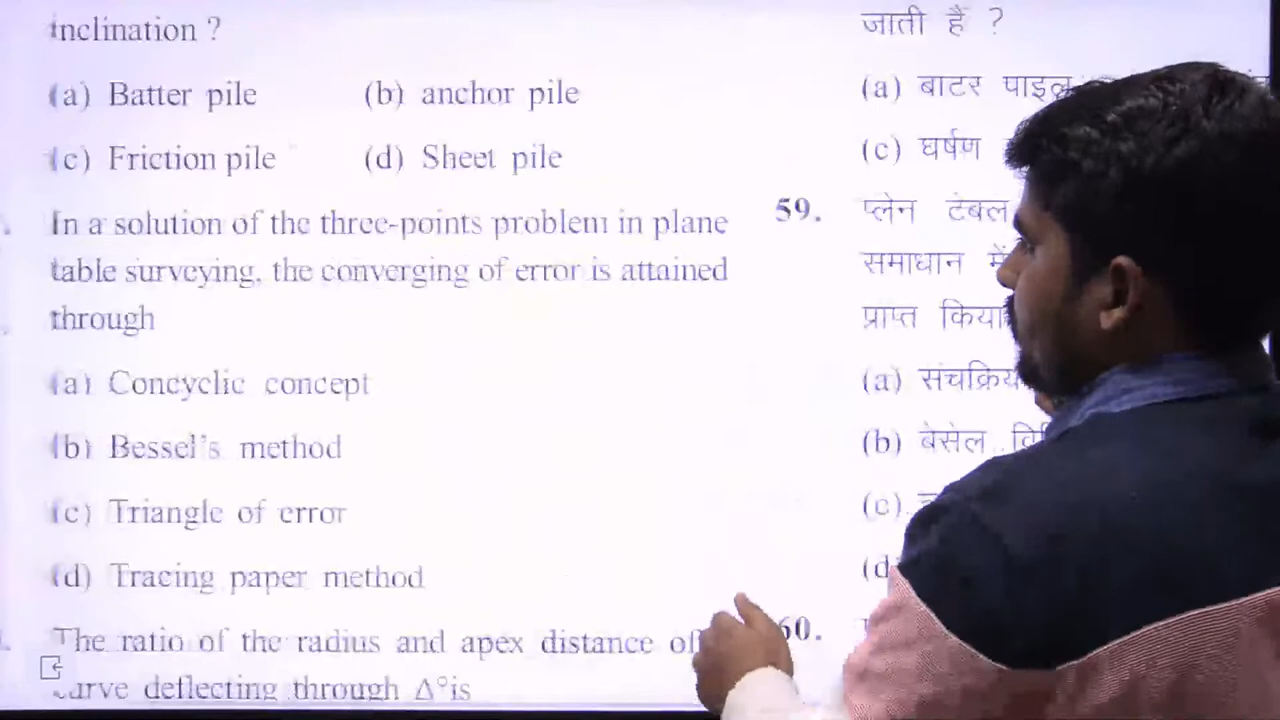 inclination ?
(a) Batter pile (b) anchor pile
(c) Friction pile (d) Sheet pile
In a solution of the three-points problem in plane
table surveying, the converging of error is attained
through
(a) Concyclic concept
(b) Bessel's method
(c) Triangle of error
(d) Tracing paper method
The ratio of the radius and apex distance of
curve deflecting through Δ°is
जाती है ?
(a) बाटर पाइल
(c) घर्षण
59. प्लेन टेबल
समाधान में
प्राप्त किया
(a)
(b) बेसेल
(c)
(d)
60.